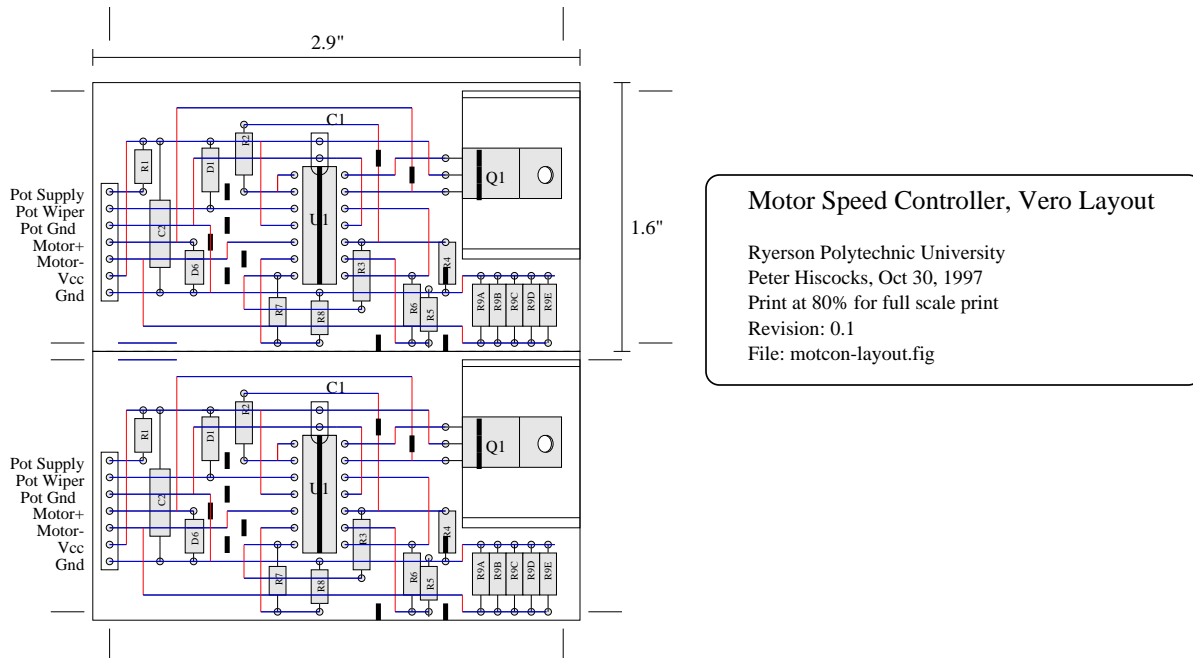 2.9"
C1
R2
R1
D1
Q1
Pot Supply
Pot Wiper
Pot Gnd
Motor+
Motor-
Vcc
Gnd
U1
C2
D6
R3
R4
R7
R8
R6
R5
R9A
R9B
R9C
R9D
R9E
1.6"
Motor Speed Controller, Vero Layout
Ryerson Polytechnic University
Peter Hiscocks, Oct 30, 1997
Print at 80% for full scale print
Revision: 0.1
File: motcon-layout.fig
C1
R2
R1
D1
Q1
Pot Supply
Pot Wiper
Pot Gnd
Motor+
Motor-
Vcc
Gnd
U1
C2
D6
R3
R4
R7
R8
R6
R5
R9A
R9B
R9C
R9D
R9E